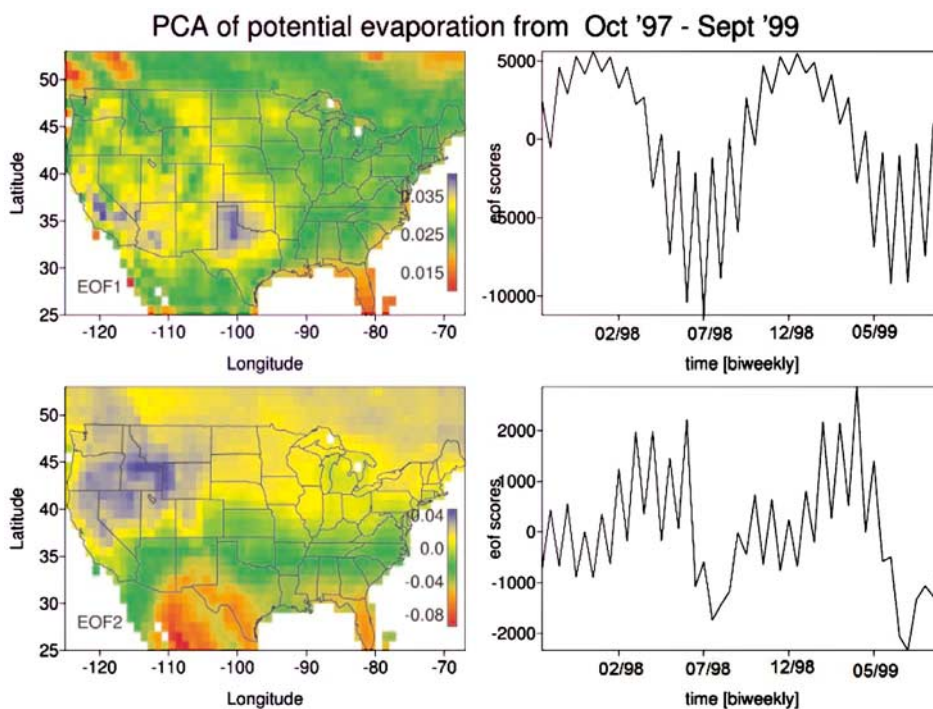 PCA of potential evaporation from Oct '97 - Sept '99
Latitude
50
45
40
35
30
25
0.035
0.025
0.015
EOF1
-120 -110 -100 -90 -80 -70
Longitude
eof scores
5000
0
-5000
-10000
02/98 07/98 12/98 05/99
time [biweekly]
Latitude
50
45
40
35
30
25
0.04
0.0
-0.04
-0.08
EOF2
-120 -110 -100 -90 -80 -70
Longitude
eof scores
2000
1000
0
-1000
-2000
02/98 07/98 12/98 05/99
time [biweekly]